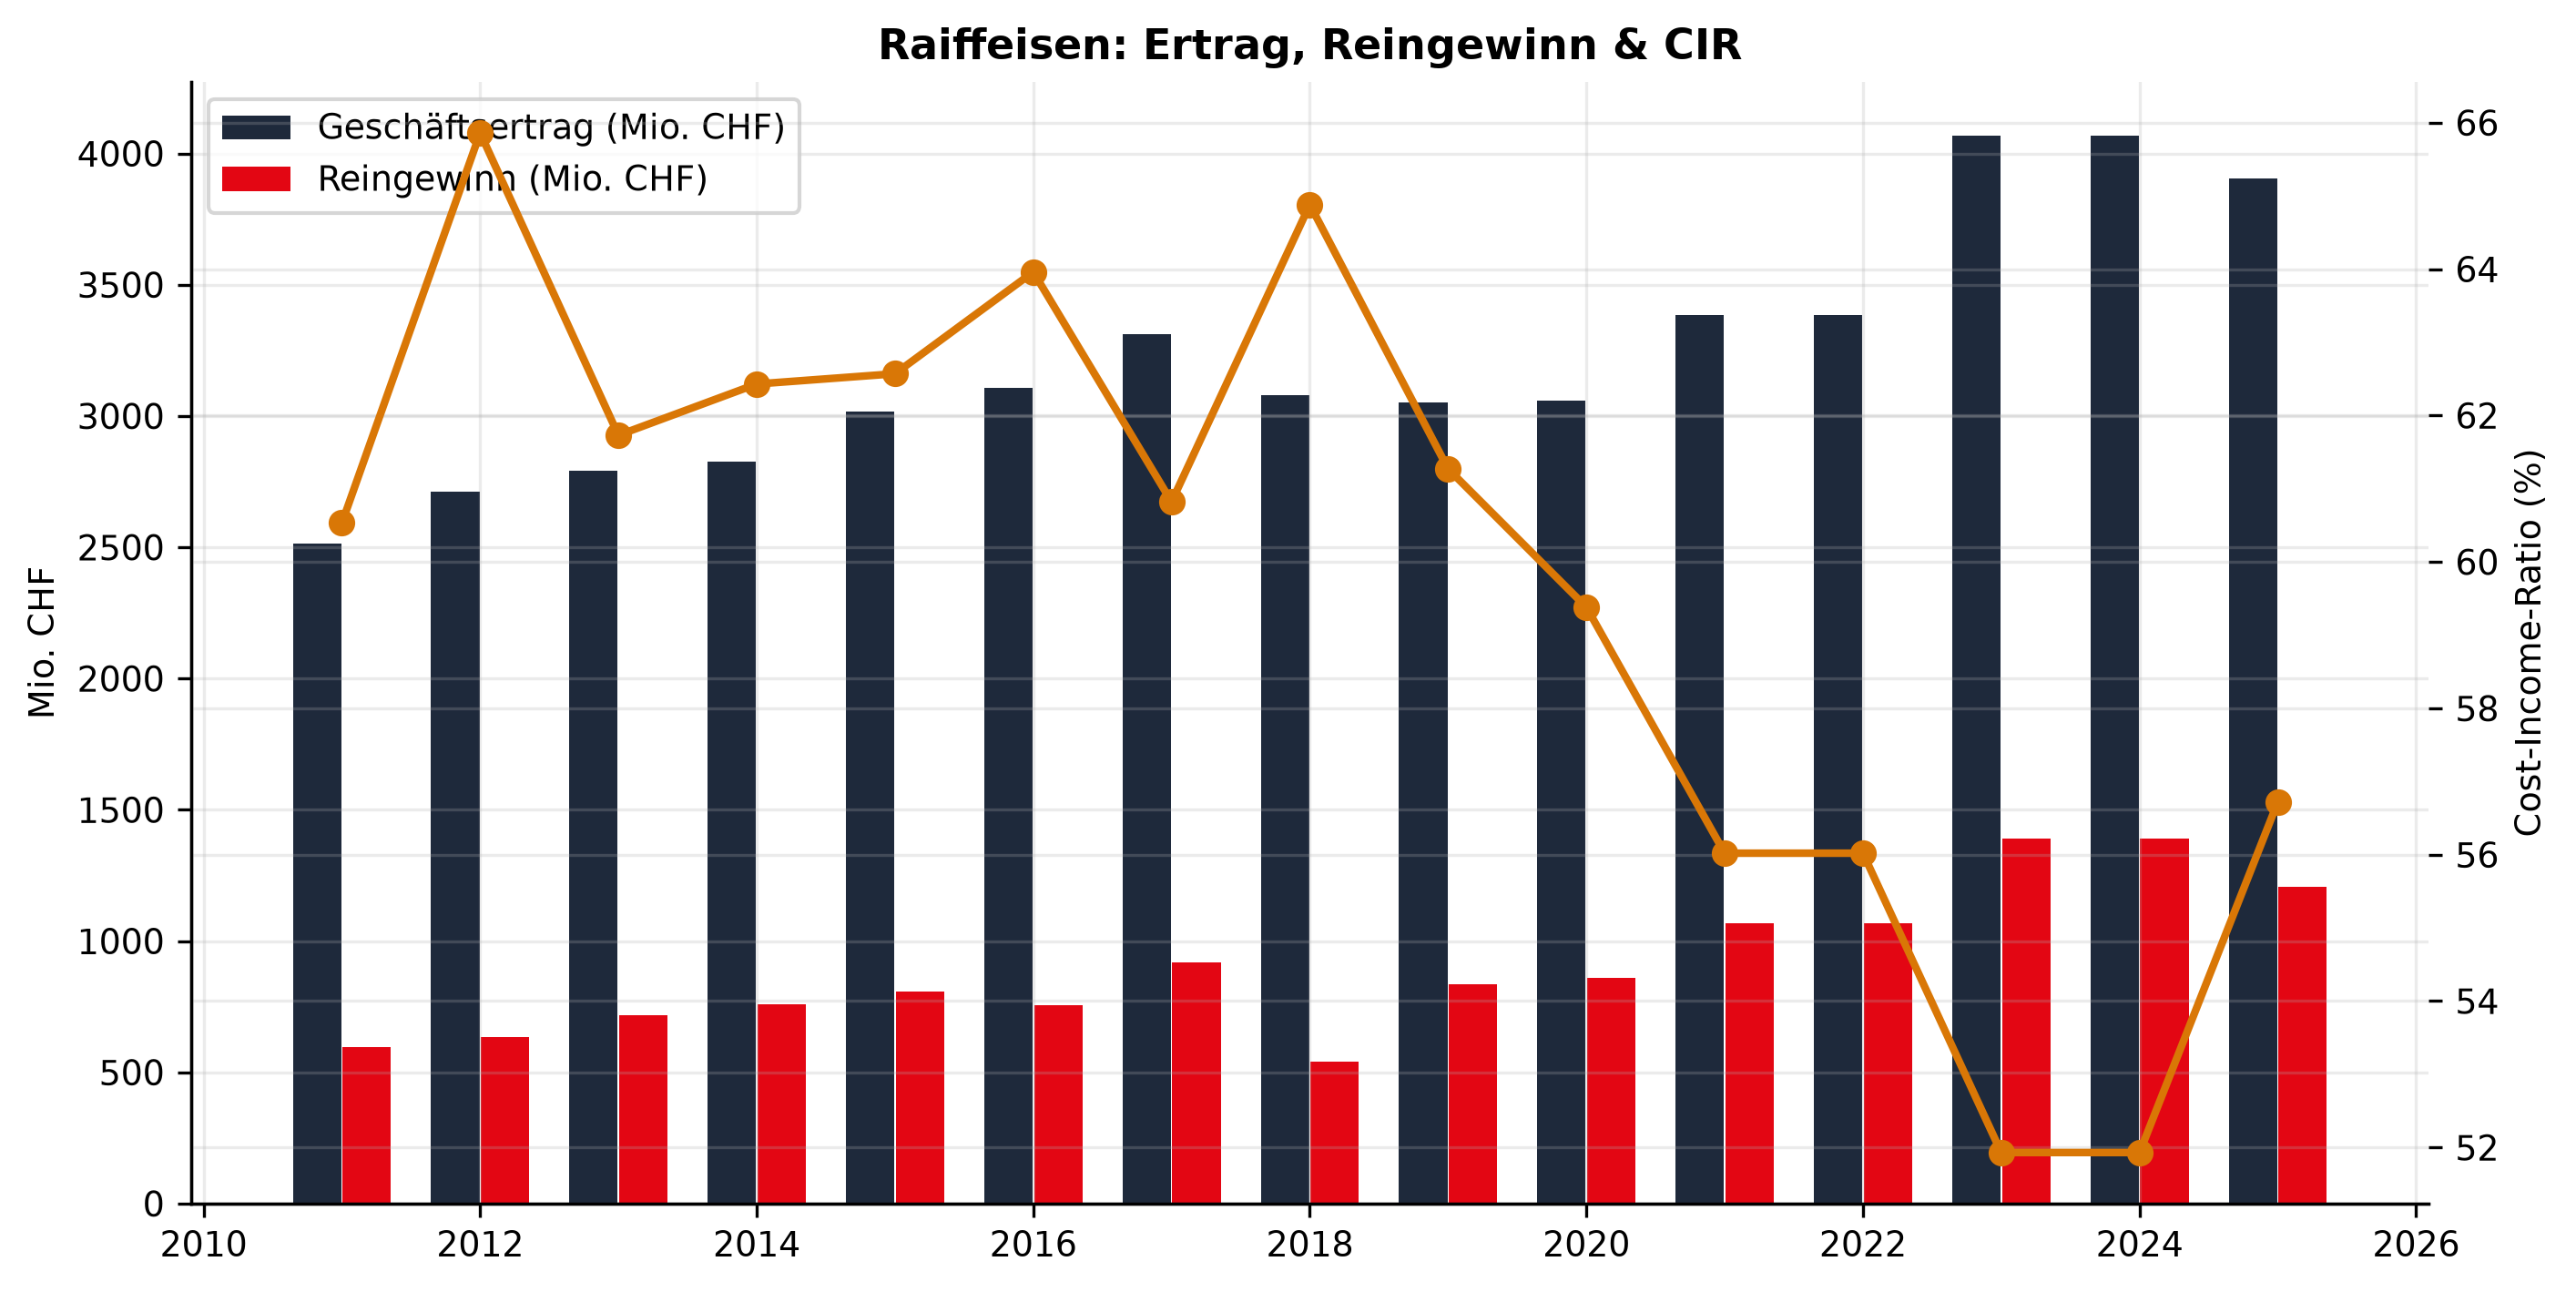 Raiffeisen: Ertrag, Reingewinn & CIR
Geschäftsertrag (Mio. CHF)
Reingewinn (Mio. CHF)
Mio. CHF
4000
3500
3000
2500
2000
1500
1000
500
0
66
64
62
60
58
56
54
52
Cost-Income-Ratio (%)
2010 2012 2014 2016 2018 2020 2022 2024 2026